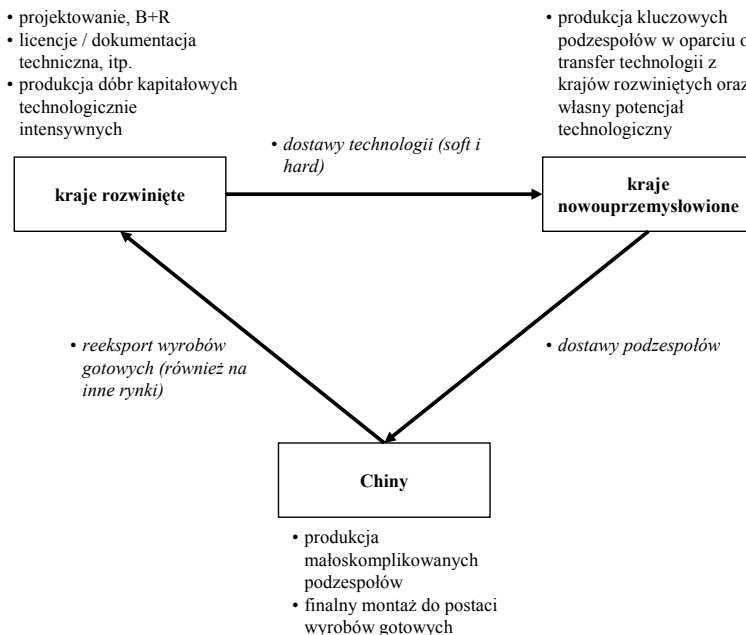 • projektowanie, B+R
• licencje / dokumentacja
techniczna, itp.
• produkcja dóbr kapitałowych
technologicznie
intensywnych
• produkcja kluczowych
podzespołów w oparciu o
transfer technologii z
krajów rozwiniętych oraz
własny potencjał
technologiczny
• dostawy technologii (soft i
hard)
kraje rozwinięte
kraje
nowouprzemysłowione
• reeksport wyrobów
gotowych (również na
inne rynki)
• dostawy podzespołów
Chiny
• produkcja
małoskomplikowanych
podzespołów
• finalny montaż do postaci
wyrobów gotowych